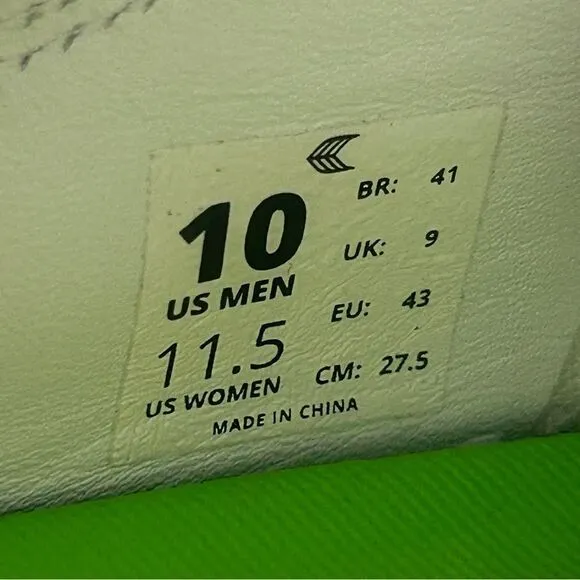 10
US MEN
11.5
US WOMEN
BR: 41
UK: 9
EU: 43
CM: 27.5
MADE IN CHINA